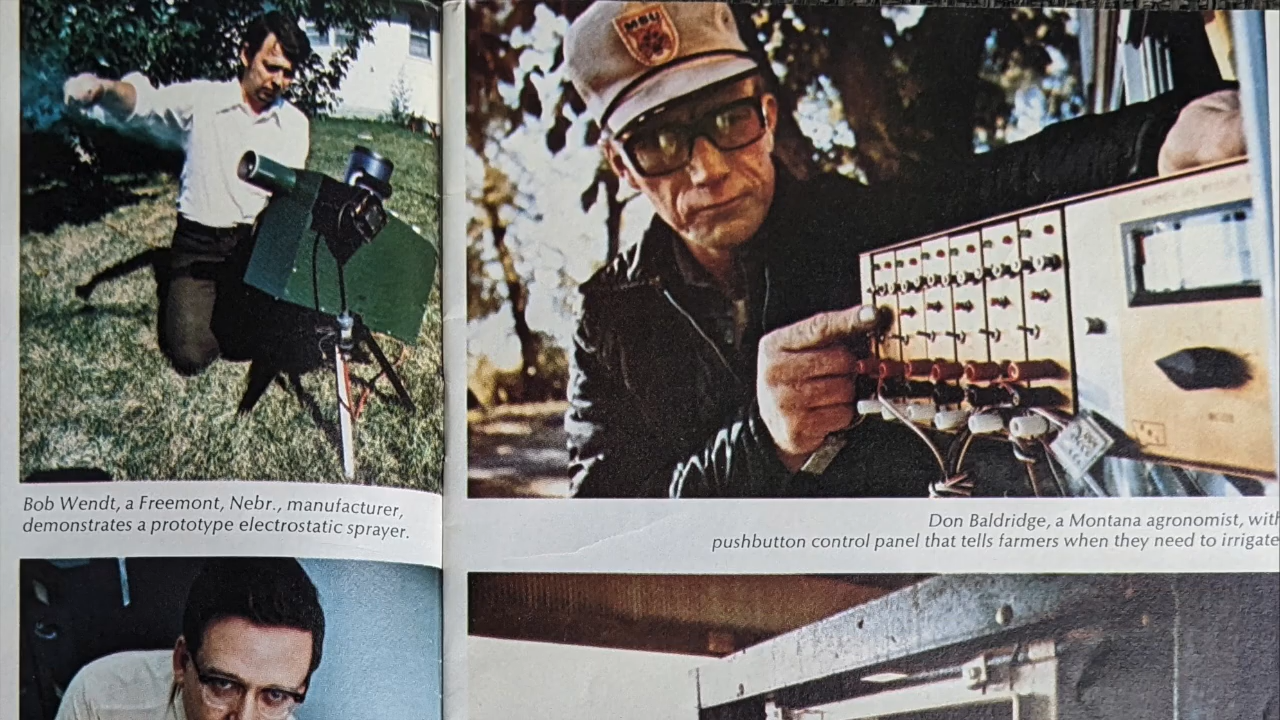 MSU
Bob Wendt, a Freemont, Nebr., manufacturer,
demonstrates a prototype electrostatic sprayer.
Don Baldridge, a Montana agronomist, with
pushbutton control panel that tells farmers when they need to irrigate